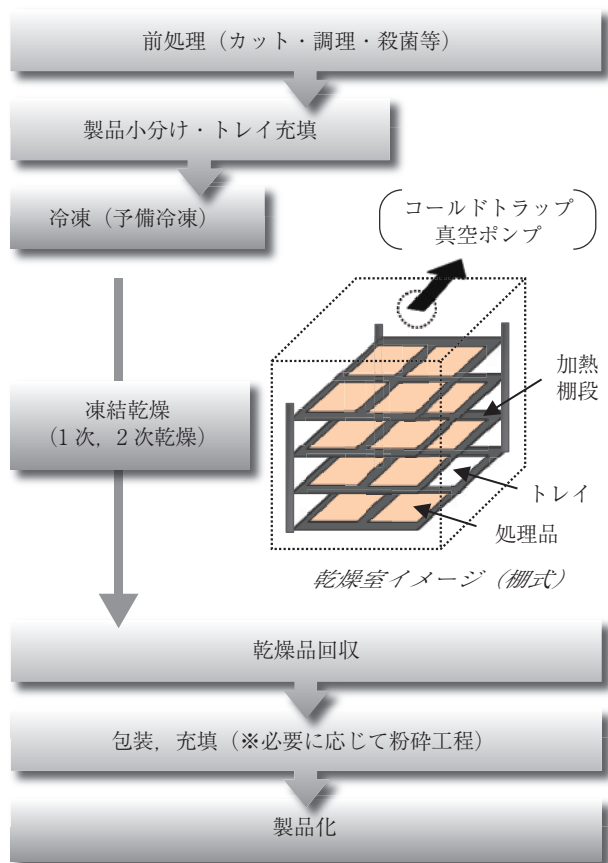 前処理（カット・調理・殺菌等）
製品小分け・トレイ充填
冷凍（予備冷凍）
コールドトラップ
真空ポンプ
加熱
棚段
凍結乾燥
（1 次，2 次乾燥）
トレイ
処理品
乾燥室イメージ（棚式）
乾燥品回収
包装，充填（※必要に応じて粉砕工程）
製品化